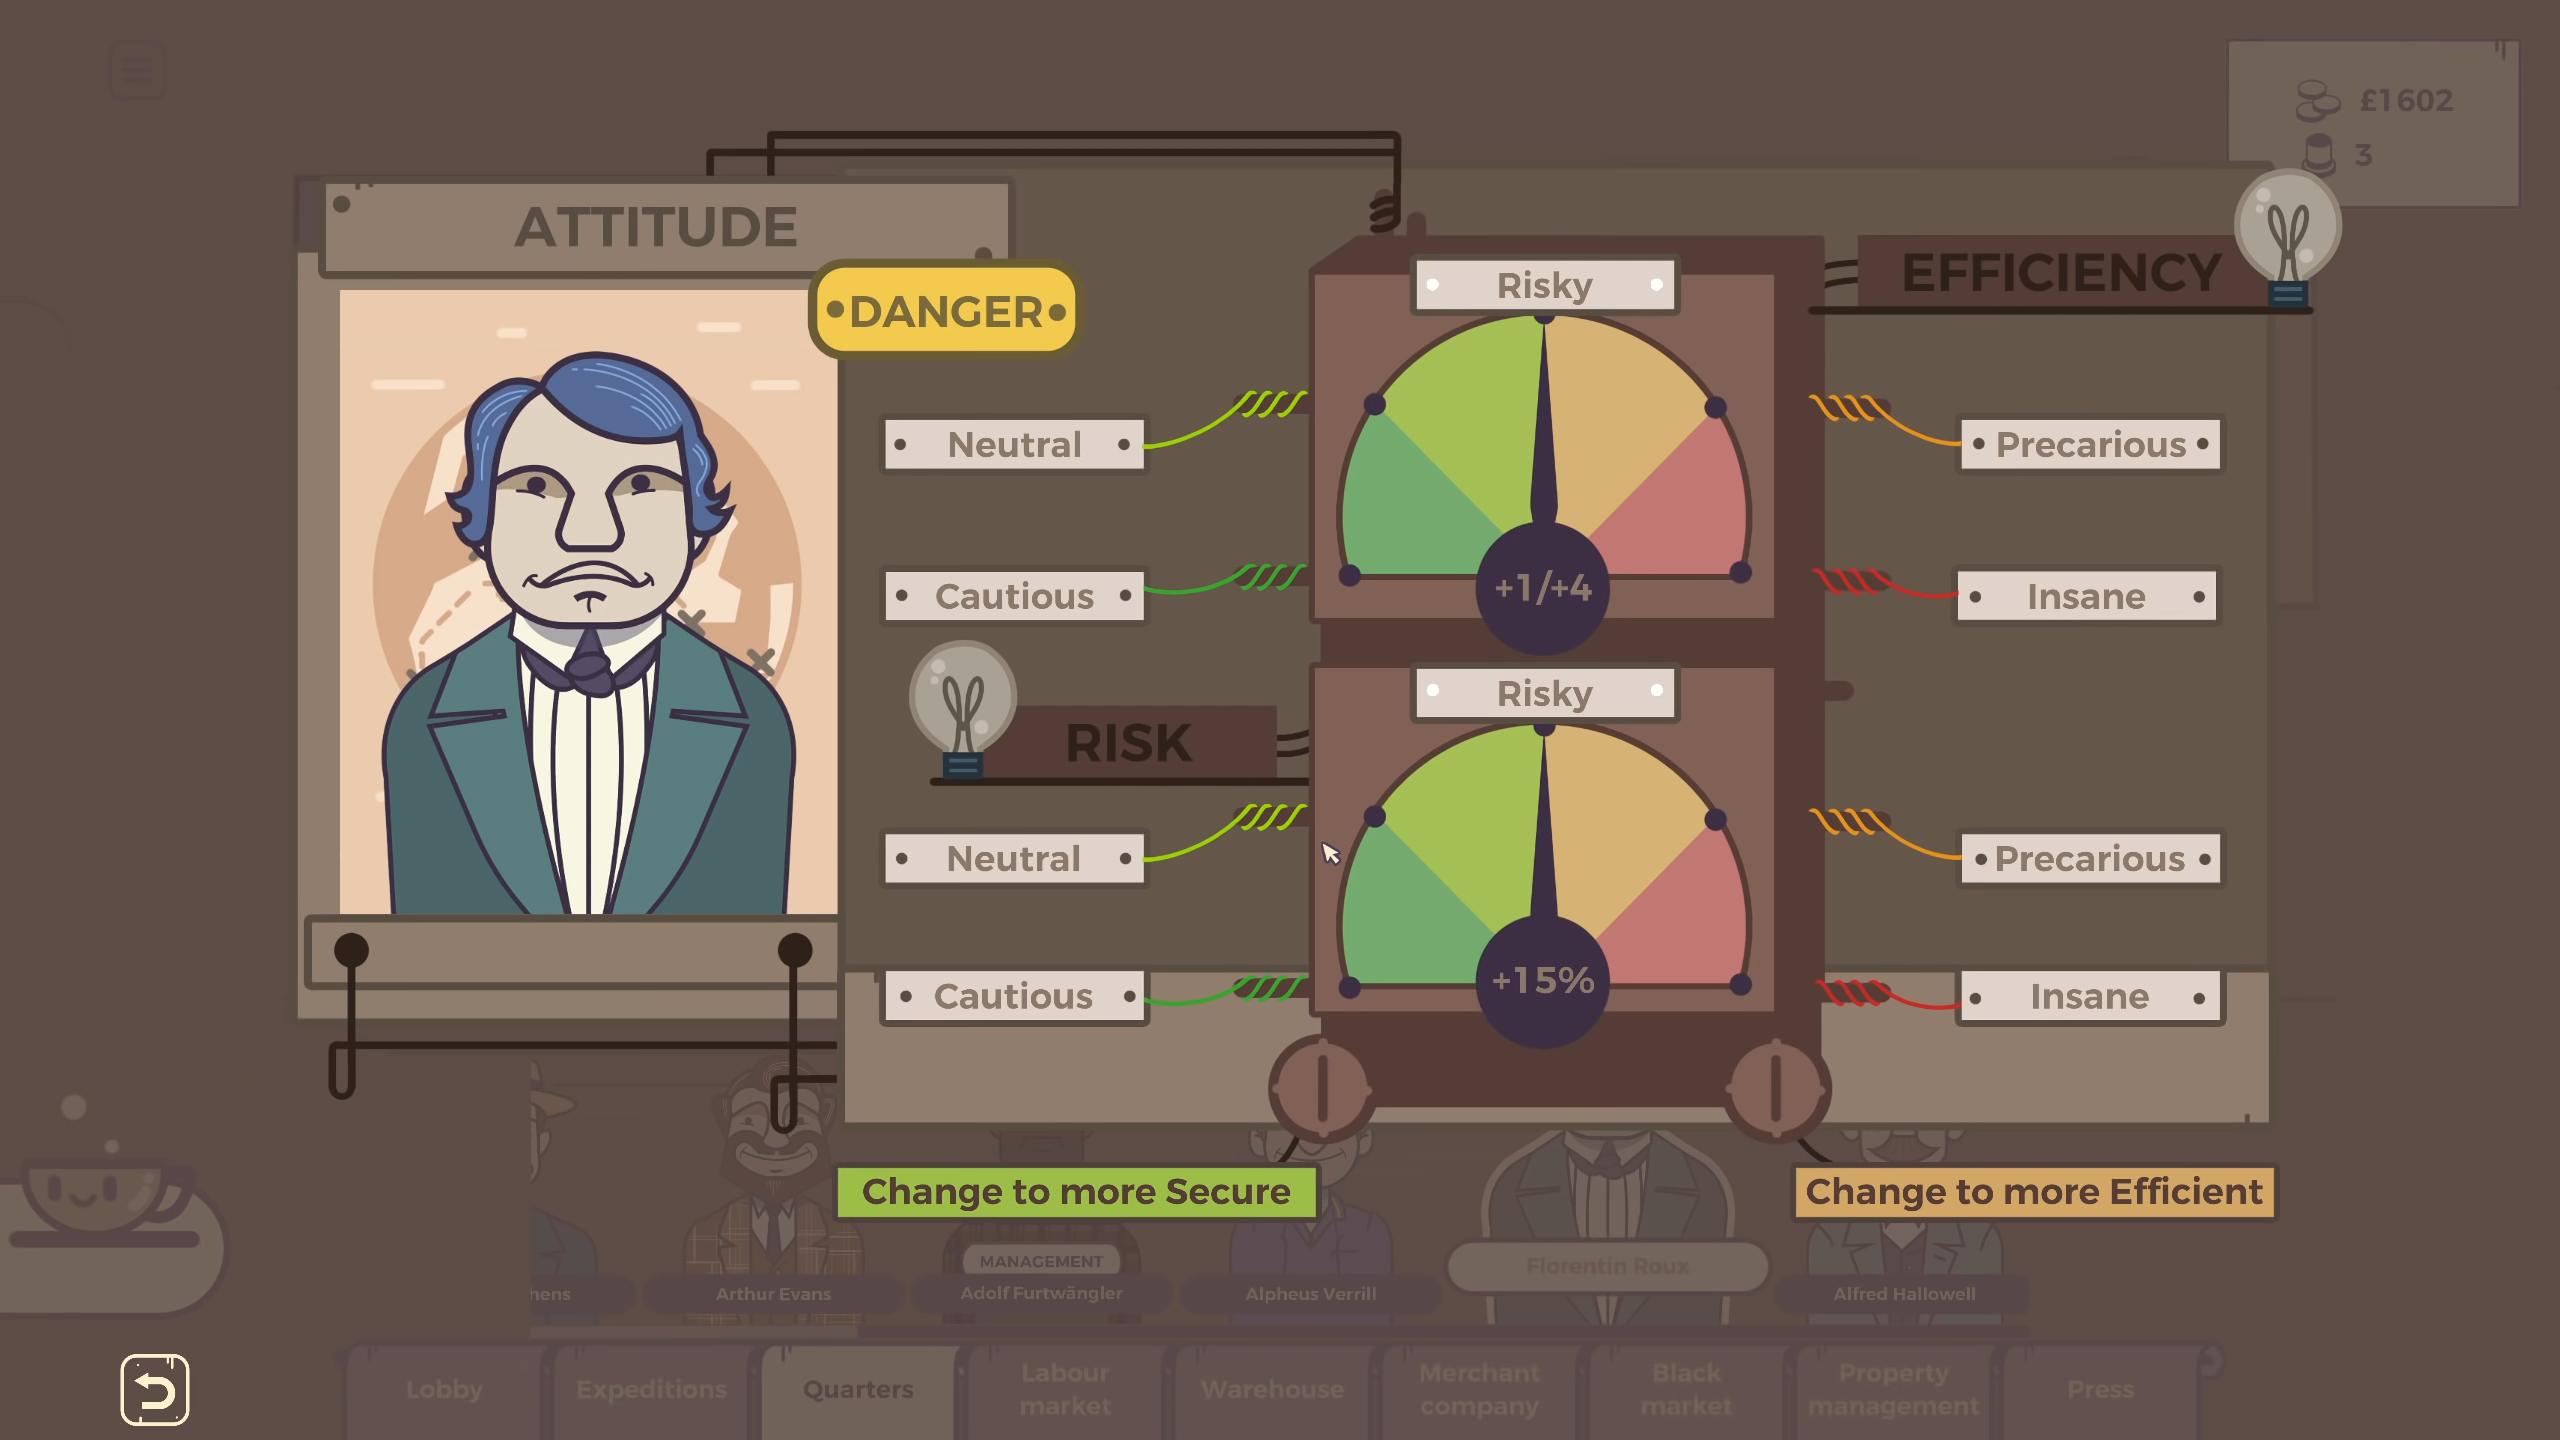 £1602
3
ATTITUDE
DANGER
EFFICIENCY
Risky
Neutral
Precarious
Cautious
Insane
+1/+4
RISK
Risky
Neutral
Precarious
Cautious
Insane
+15%
Change to more Secure
Change to more Efficient
MANAGEMENT
hens
Arthur Evans
Adolf Furtwängler
Alpheus Verrill
Florentin Roux
Alfred Hallowell
Lobby
Expeditions
Quarters
Labour
market
Warehouse
Merchant
company
Black
market
Property
management
Press